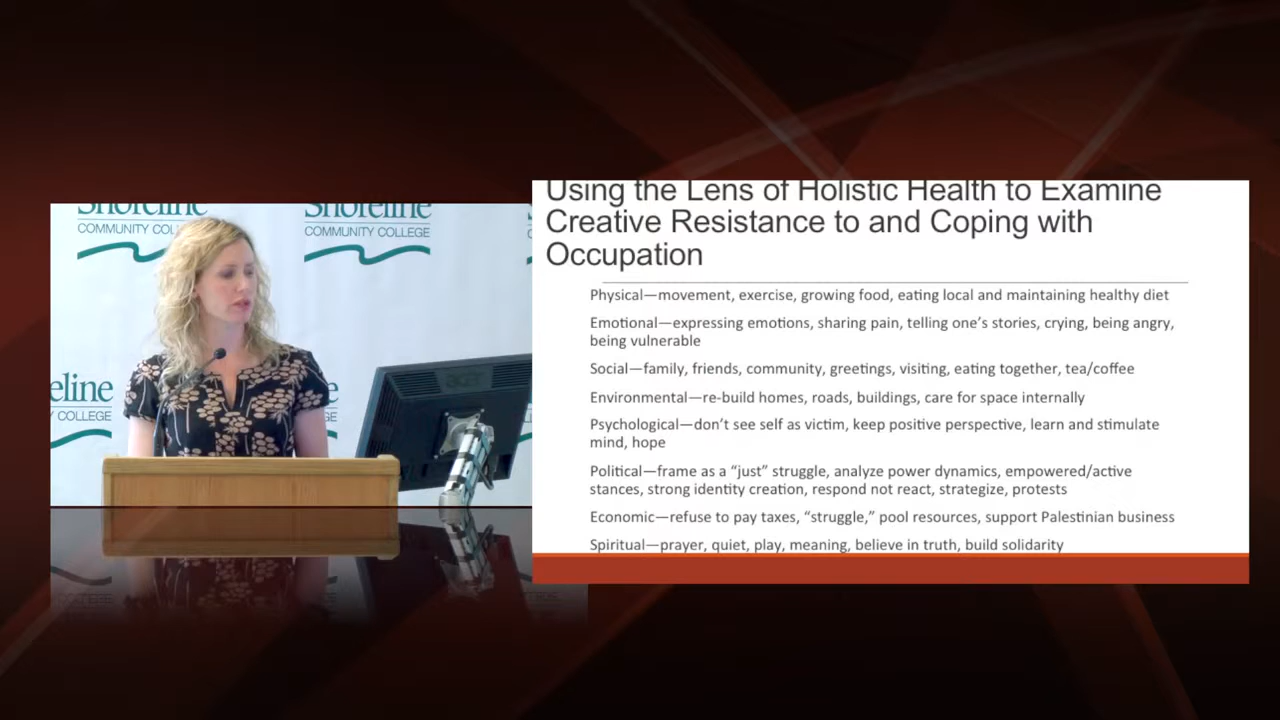 Shoreline
COMMUNITY COLL
Shoreline
COMMUNITY COLLEGE
eline
Y COLLEGE
acer
Using the Lens of Holistic Health to Examine
Creative Resistance to and Coping with
Occupation
Physical—movement, exercise, growing food, eating local and maintaining healthy diet
Emotional—expressing emotions, sharing pain, telling one’s stories, crying, being angry,
being vulnerable
Social—family, friends, community, greetings, visiting, eating together, tea/coffee
Environmental—re-build homes, roads, buildings, care for space internally
Psychological—don’t see self as victim, keep positive perspective, learn and stimulate
mind, hope
Political—frame as a “just” struggle, analyze power dynamics, empowered/active
stances, strong identity creation, respond not react, strategize, protests
Economic—refuse to pay taxes, “struggle,” pool resources, support Palestinian business
Spiritual—prayer, quiet, play, meaning, believe in truth, build solidarity